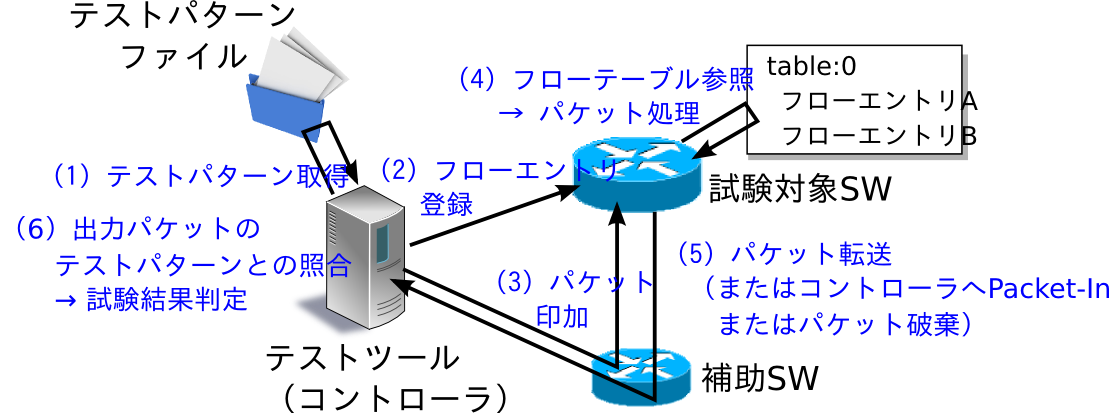 テストパターン
ファイル
(1) テストパターン取得
(2) フローエントリ
登録
(4) フローテーブル参照
→ パケット処理
table:0
フローエントリA
フローエントリB
試験対象SW
(6) 出力パケットの
テストパターンとの照合
→ 試験結果判定
(3) パケット
印加
(5) パケット転送
(またはコントローラへPacket-In
またはパケット破棄)
テストツール
(コントローラ)
補助SW